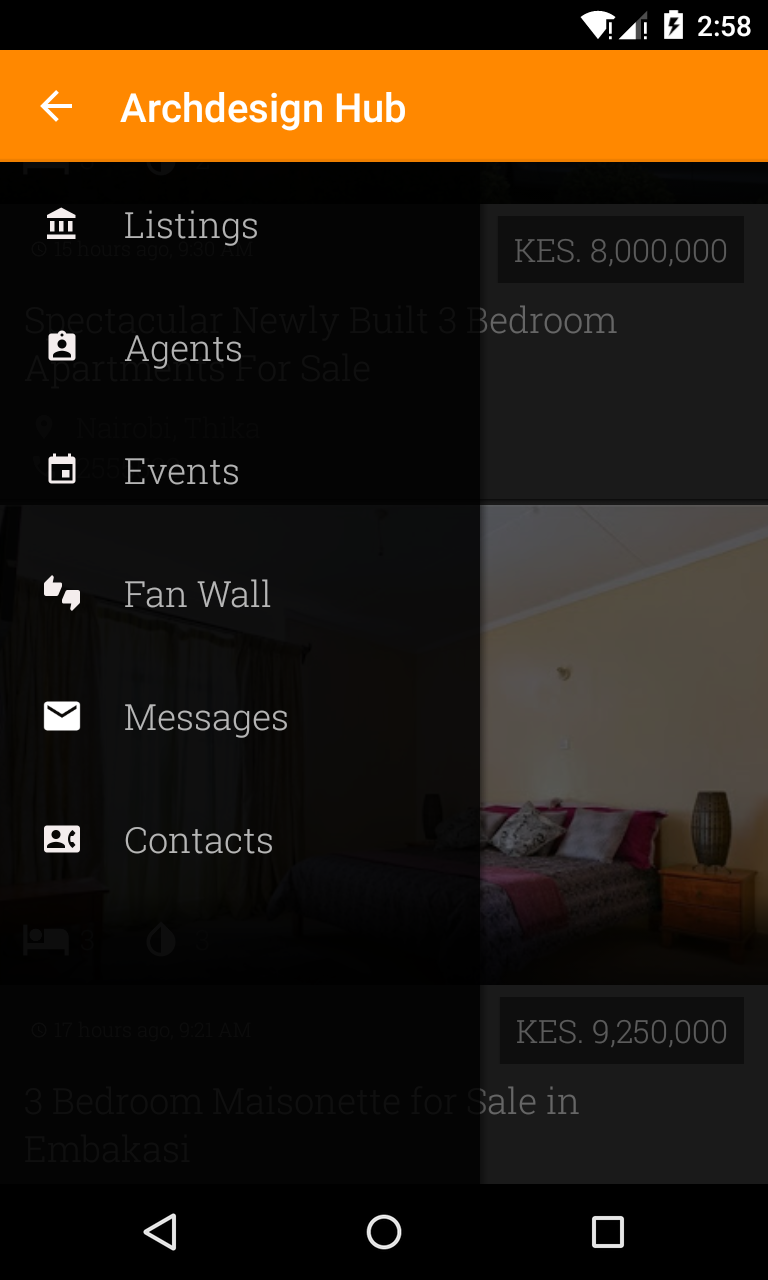 2:58
Archdesign Hub
Listings
15 hours ago, 9:30 AM
KES. 8,000,000
Spectacular Newly Built 3 Bedroom
Agents
Apartments For Sale
Nairobi, Thika
Events
Fan Wall
Messages
Contacts
3
17 hours ago, 9:21 AM
KES. 9,250,000
3 Bedroom Maisonette for Sale in
Embakasi